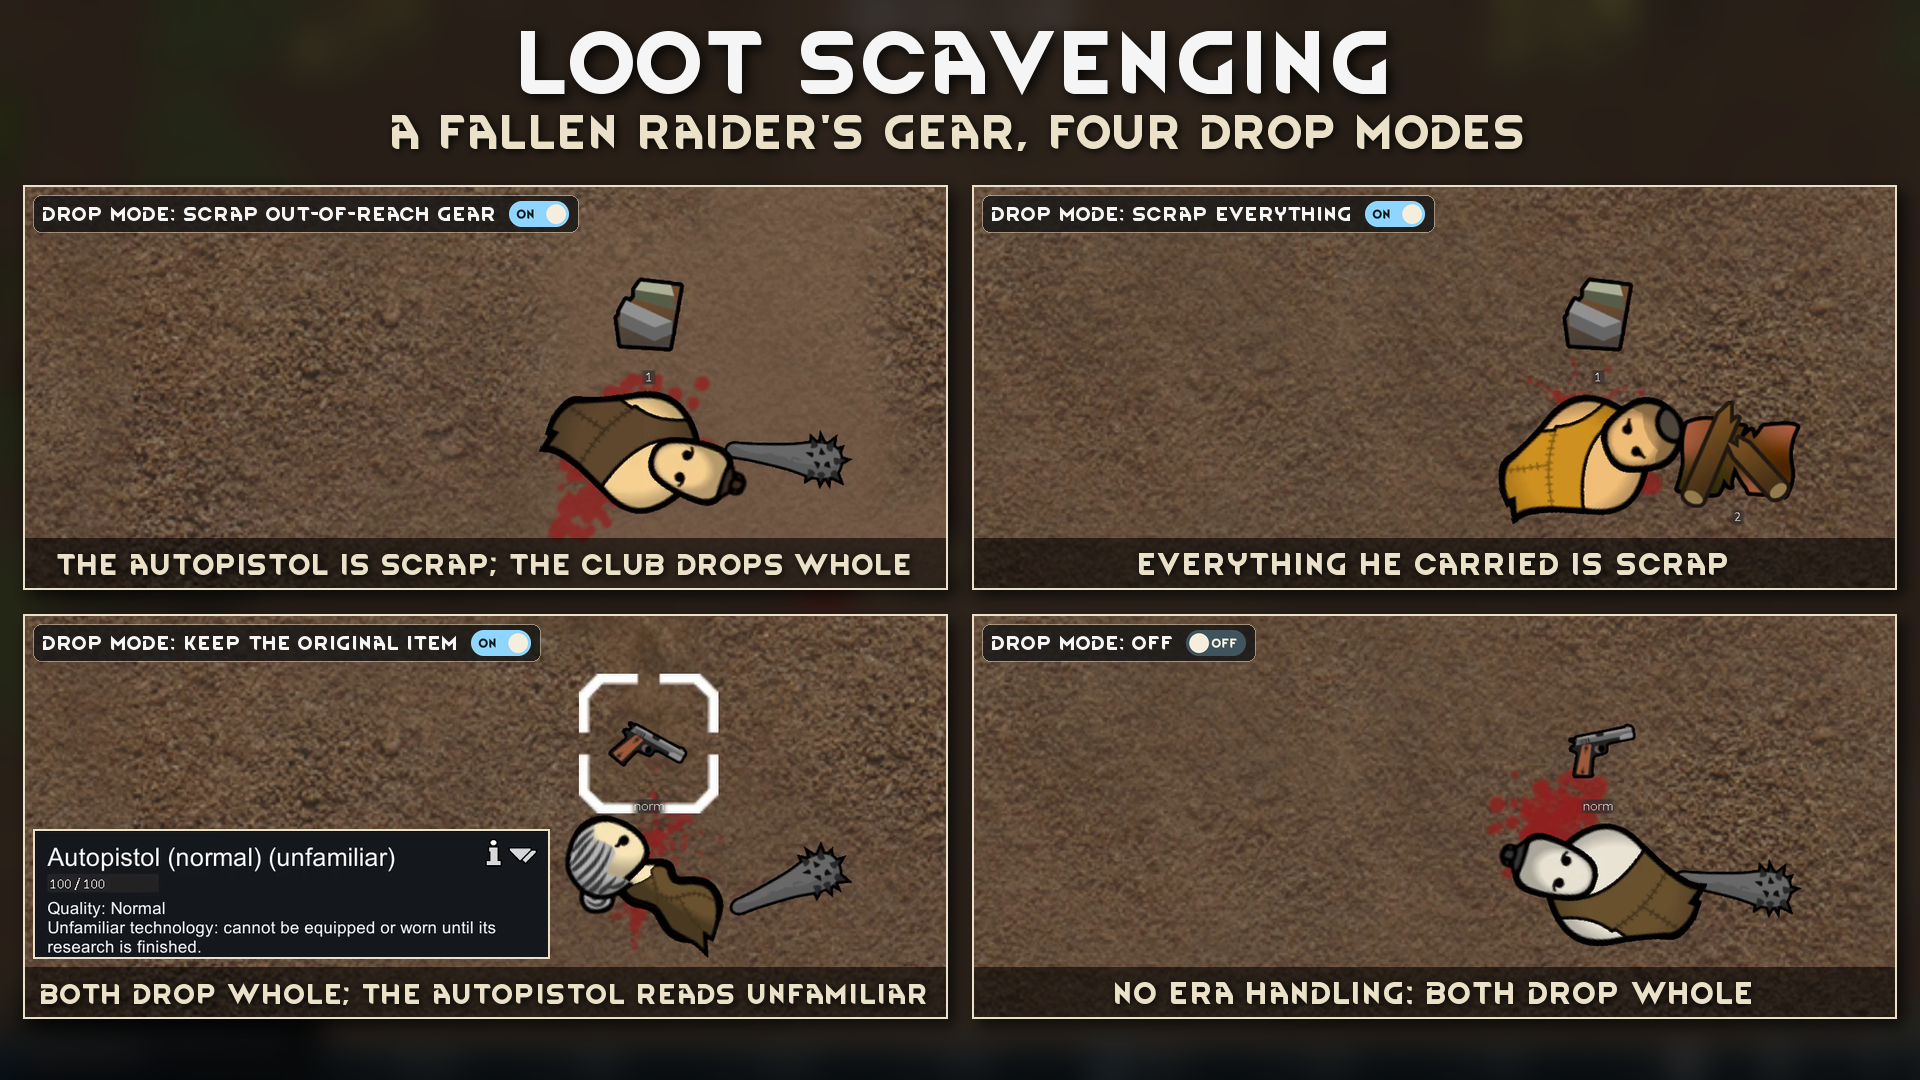 LOOT SCAVENGING
A FALLEN RAIDER'S GEAR, FOUR DROP MODES
DROP MODE: SCRAP OUT-OF-REACH GEAR ON
1
THE AUTOPISTOL IS SCRAP; THE CLUB DROPS WHOLE
DROP MODE: SCRAP EVERYTHING ON
1
2
EVERYTHING HE CARRIED IS SCRAP
DROP MODE: KEEP THE ORIGINAL ITEM ON
norm
Autopistol (normal) (unfamiliar)
100 / 100
Quality: Normal
Unfamiliar technology: cannot be equipped or worn until its
research is finished.
BOTH DROP WHOLE; THE AUTOPISTOL READS UNFAMILIAR
DROP MODE: OFF OFF
norm
NO ERA HANDLING: BOTH DROP WHOLE